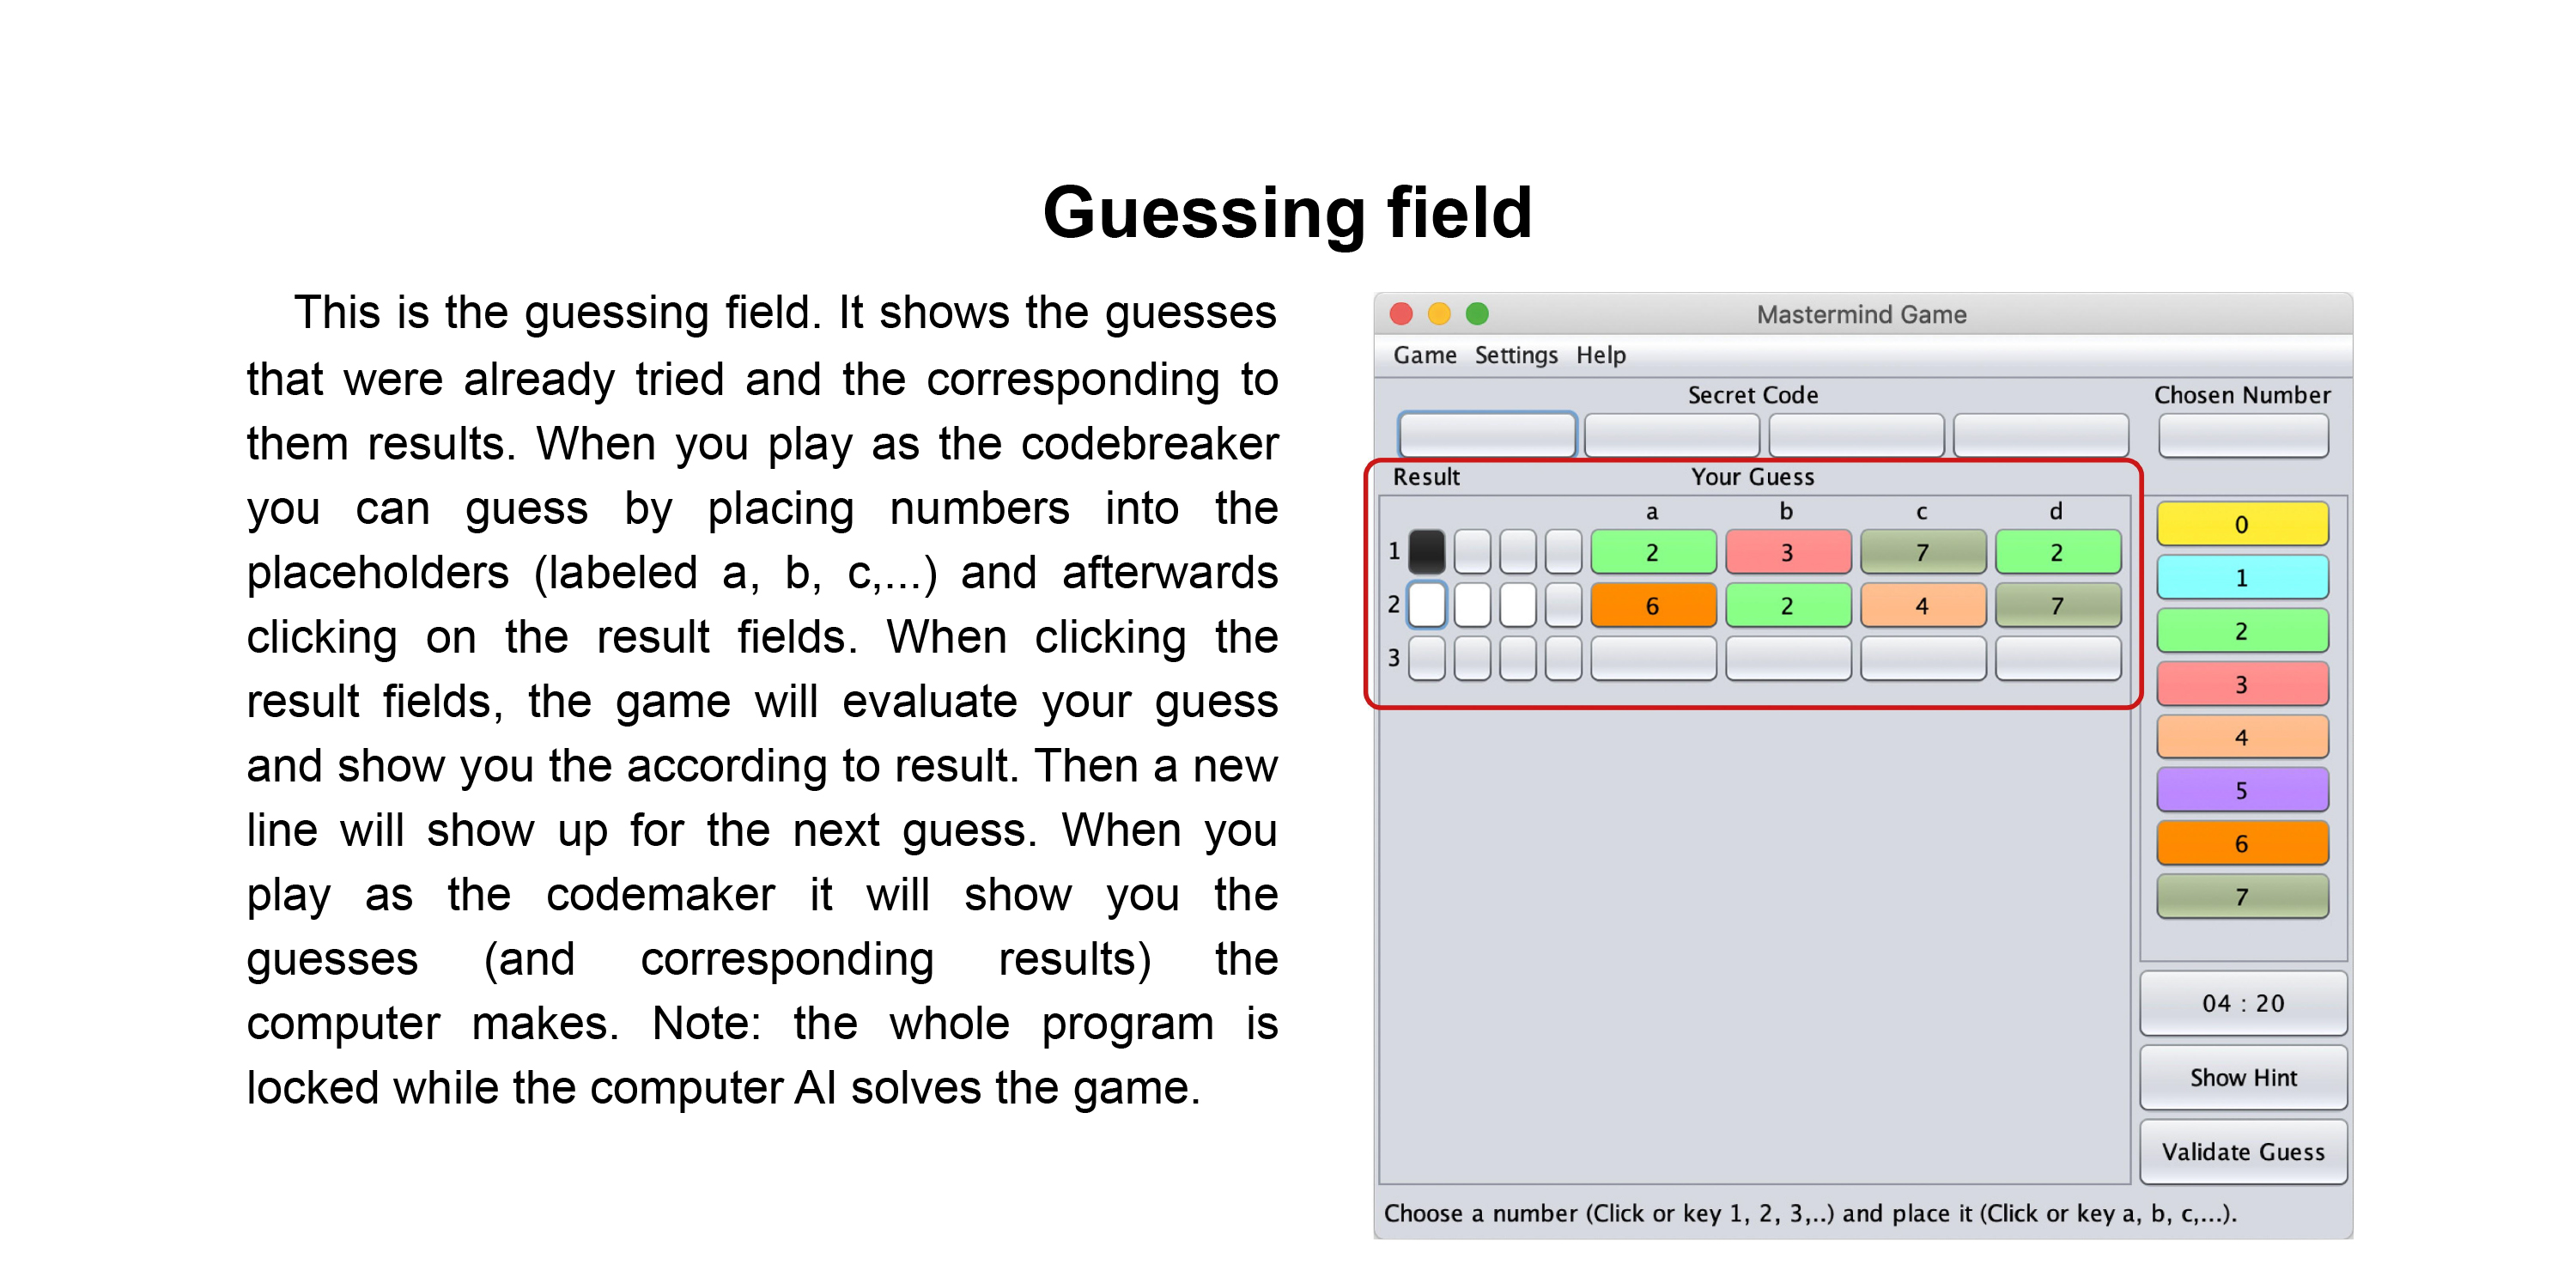 Guessing field
This is the guessing field. It shows the guesses
that were already tried and the corresponding to
them results. When you play as the codebreaker
you can guess by placing numbers into the
placeholders (labeled a, b, c,...) and afterwards
clicking on the result fields. When clicking the
result fields, the game will evaluate your guess
and show you the according to result. Then a new
line will show up for the next guess. When you
play as the codemaker it will show you the
guesses (and corresponding results) the
computer makes. Note: the whole program is
locked while the computer AI solves the game.
Mastermind Game
Game Settings Help
Secret Code
Chosen Number
Result Your Guess
a b c d
1 2 3 7 2
2 6 2 4 7
3
0
1
2
3
4
5
6
7
04 : 20
Show Hint
Validate Guess
Choose a number (Click or key 1, 2, 3,..) and place it (Click or key a, b, c,...).